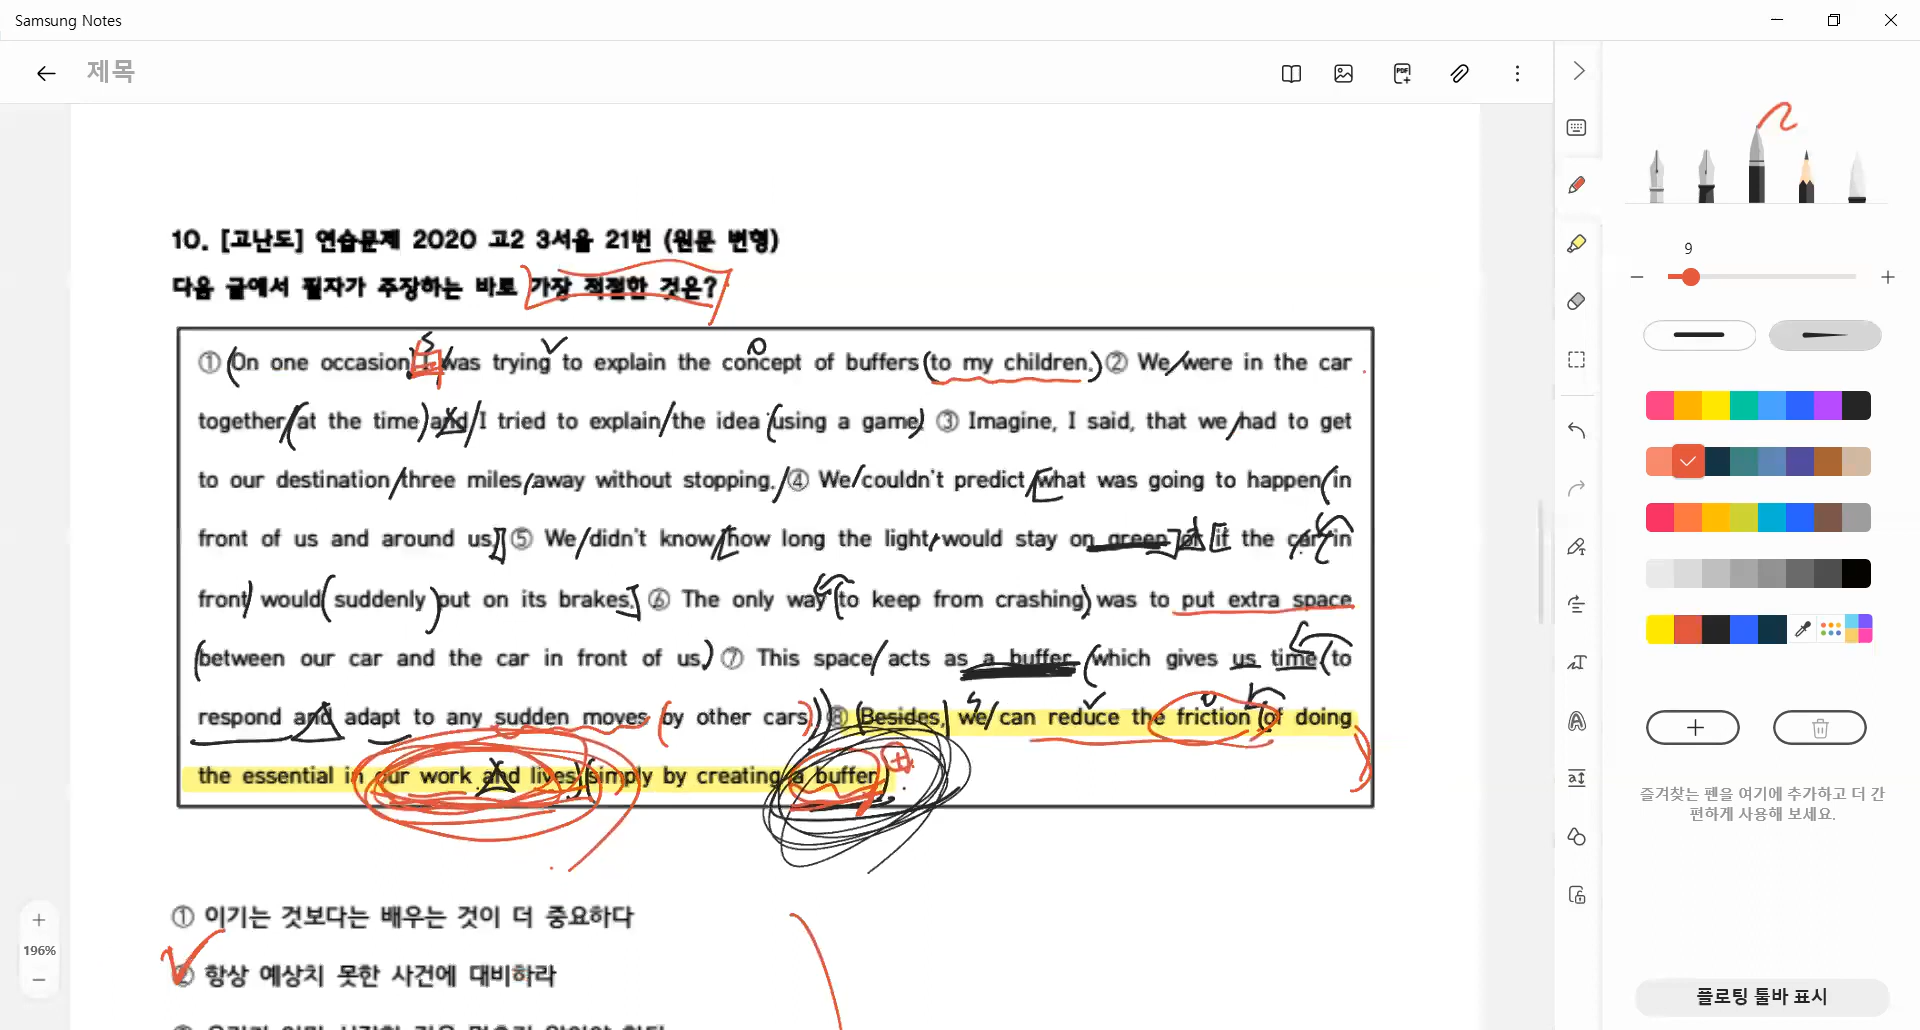 Samsung Notes
제목
10. [고난도] 연습문제 2020 고2 3서울 21번 (원문 변형)
다음 글에서 필자가 주장하는 바로 가장 적절한 것은?
① On one occasion, I was trying to explain the concept of buffers to my children. ② We were in the car
together at the time and I tried to explain the idea using a game. ③ Imagine, I said, that we had to get
to our destination three miles away without stopping. ④ We couldn't predict what was going to happen in
front of us and around us. ⑤ We didn't know how long the light would stay on green or if the car in
front would suddenly put on its brakes. ⑥ The only way to keep from crashing was to put extra space
between our car and the car in front of us. ⑦ This space acts as a buffer which gives us time to
respond and adapt to any sudden moves by other cars. ⑧ Besides, we can reduce the friction of doing
the essential in our work and lives simply by creating a buffer.
① 이기는 것보다는 배우는 것이 더 중요하다
② 항상 예상치 못한 사건에 대비하라
196%
PDF
9
즐겨찾는 펜을 여기에 추가하고 더 간
편하게 사용해 보세요.
플로팅 툴바 표시